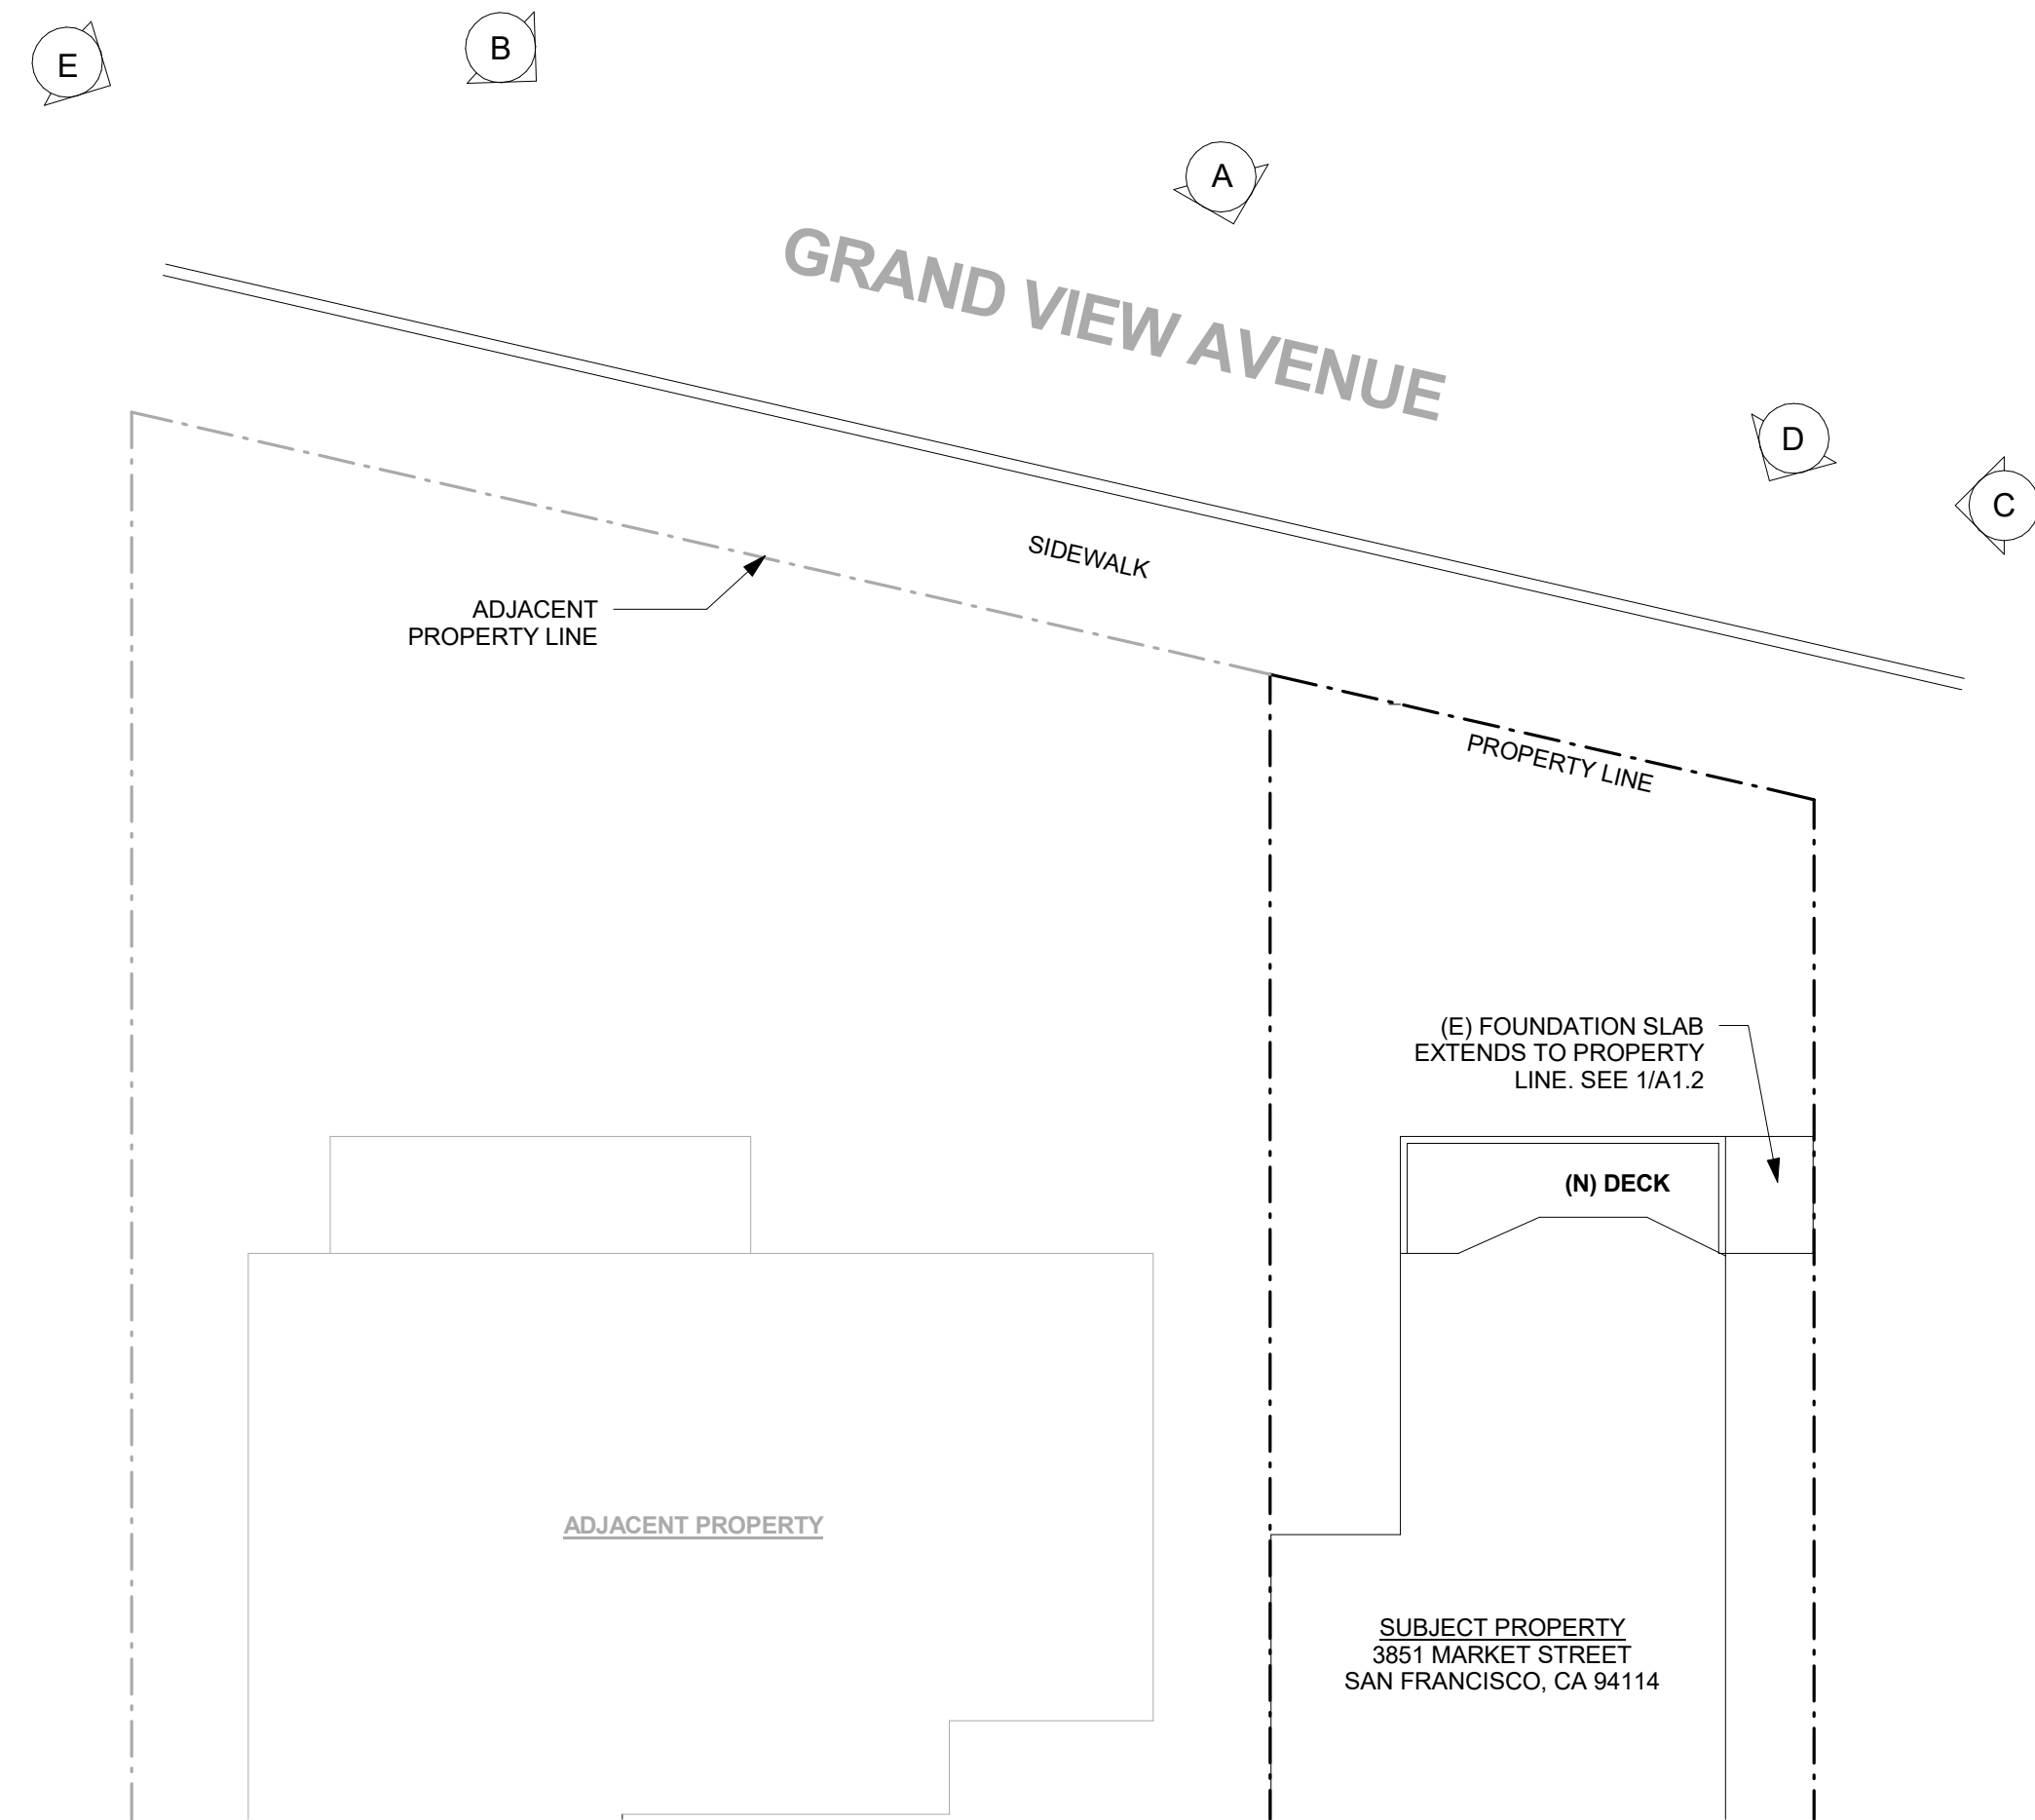 E
B
A
GRAND VIEW AVENUE
D
C
SIDEWALK
ADJACENT
PROPERTY LINE
PROPERTY LINE
(E) FOUNDATION SLAB
EXTENDS TO PROPERTY
LINE. SEE 1/A1.2
(N) DECK
ADJACENT PROPERTY
SUBJECT PROPERTY
3851 MARKET STREET
SAN FRANCISCO, CA 94114